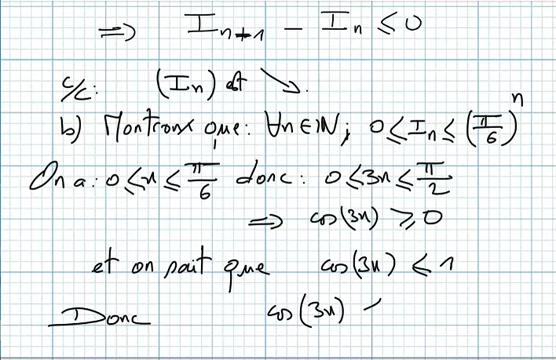 ⇒ I_{n+1} - I_n ≤ 0
c/c: (I_n) est ↘.
b) Montrons que: ∀n∈ℕ; 0 ≤ I_n ≤ (π/6)^n
On a: 0 ≤ x ≤ π/6 donc: 0 ≤ 3x ≤ π/2
⇒ cos(3x) ≥ 0
et on sait que cos(3x) ≤ 1
Donc cos(3x)